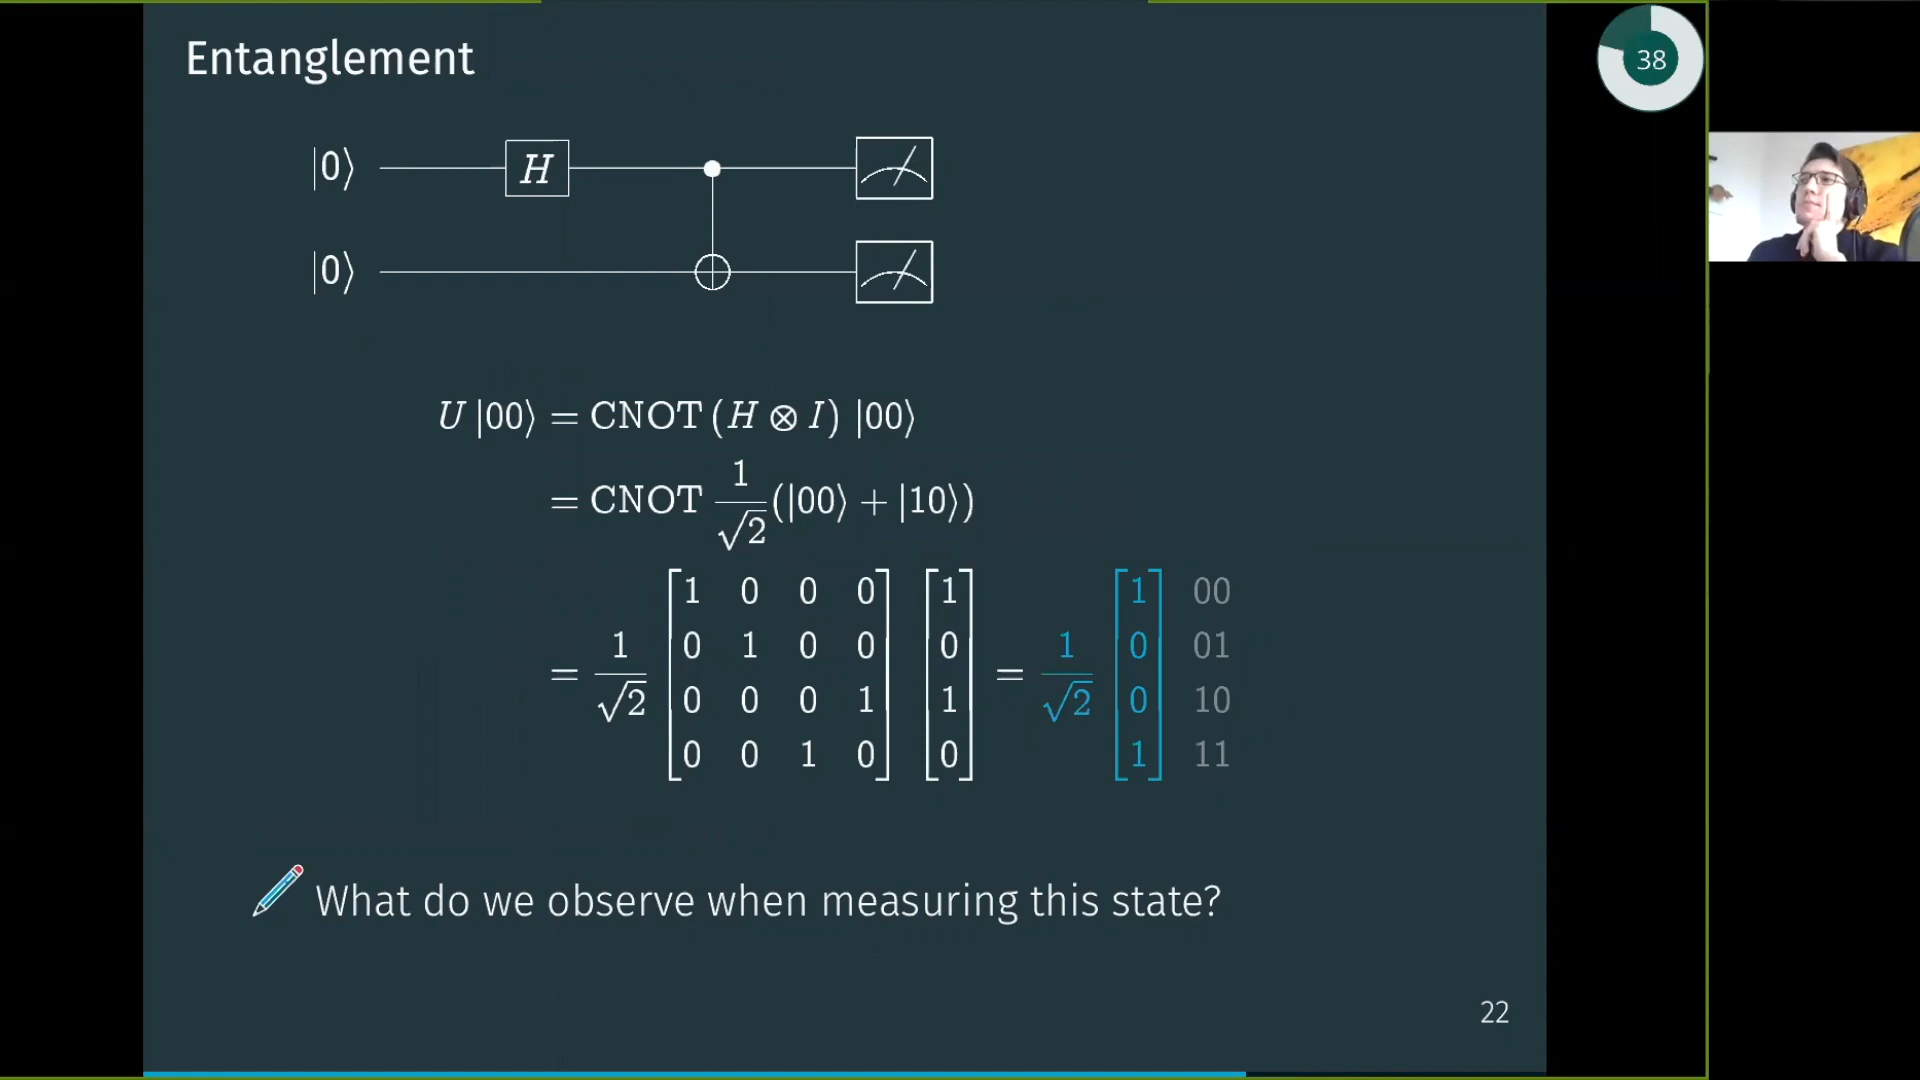 Entanglement
38
|0⟩ H
|0⟩
U |00⟩ = CNOT (H ⊗ I) |00⟩
= CNOT 1/√2 (|00⟩ + |10⟩)
= 1/√2 [1 0 0 0] [1] = 1/√2 [1] 00
[0 1 0 0] [0] [0] 01
[0 0 0 1] [1] [0] 10
[0 0 1 0] [0] [1] 11
What do we observe when measuring this state?
22